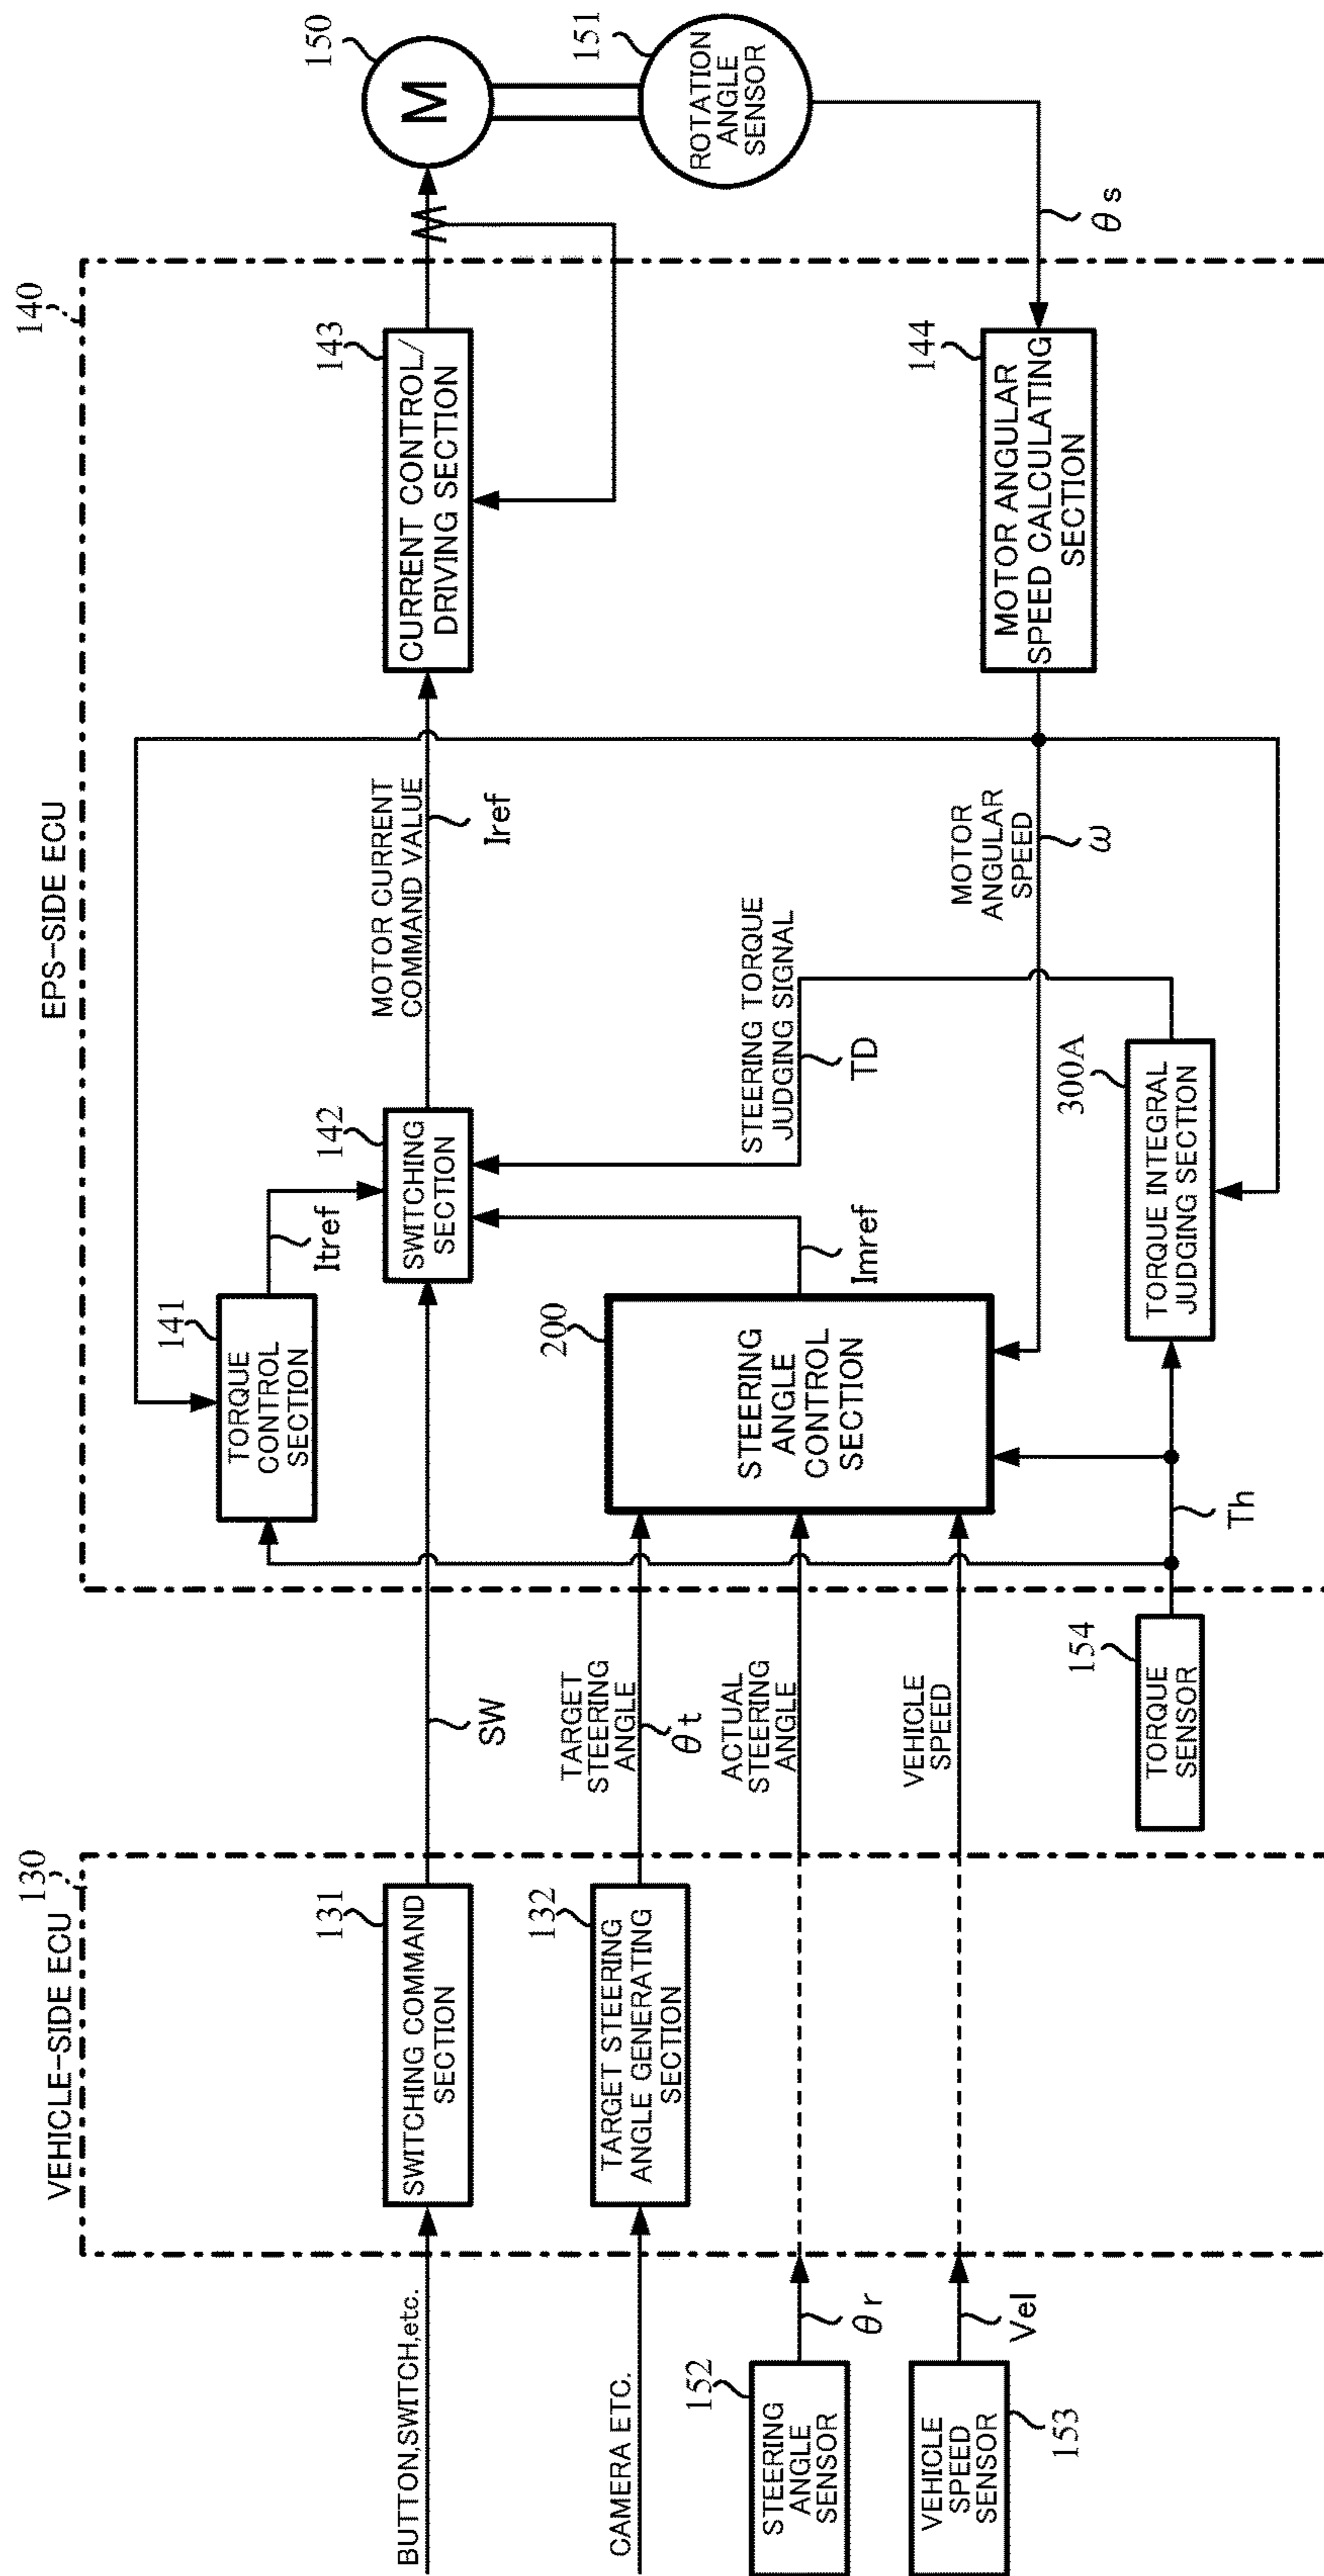 VEHICLE-SIDE ECU
130
EPS-SIDE ECU
140
BUTTON,SWITCH,etc.
131
SWITCHING COMMAND
SECTION
SW
CAMERA ETC.
132
TARGET STEERING
ANGLE GENERATING
SECTION
TARGET
STEERING
ANGLE
θt
152
STEERING
ANGLE
SENSOR
θr
ACTUAL
STEERING
ANGLE
VEHICLE
SPEED
SENSOR
153
Vel
VEHICLE
SPEED
154
TORQUE
SENSOR
Th
141
TORQUE
CONTROL
SECTION
Itref
142
SWITCHING
SECTION
200
STEERING
ANGLE
CONTROL
SECTION
Imref
300A
TORQUE INTEGRAL
JUDGING SECTION
STEERING TORQUE
JUDGING SIGNAL
TD
MOTOR CURRENT
COMMAND VALUE
Iref
MOTOR
ANGULAR
SPEED
ω
143
CURRENT CONTROL/
DRIVING SECTION
144
MOTOR ANGULAR
SPEED CALCULATING
SECTION
150
M
151
ROTATION
ANGLE
SENSOR
θs